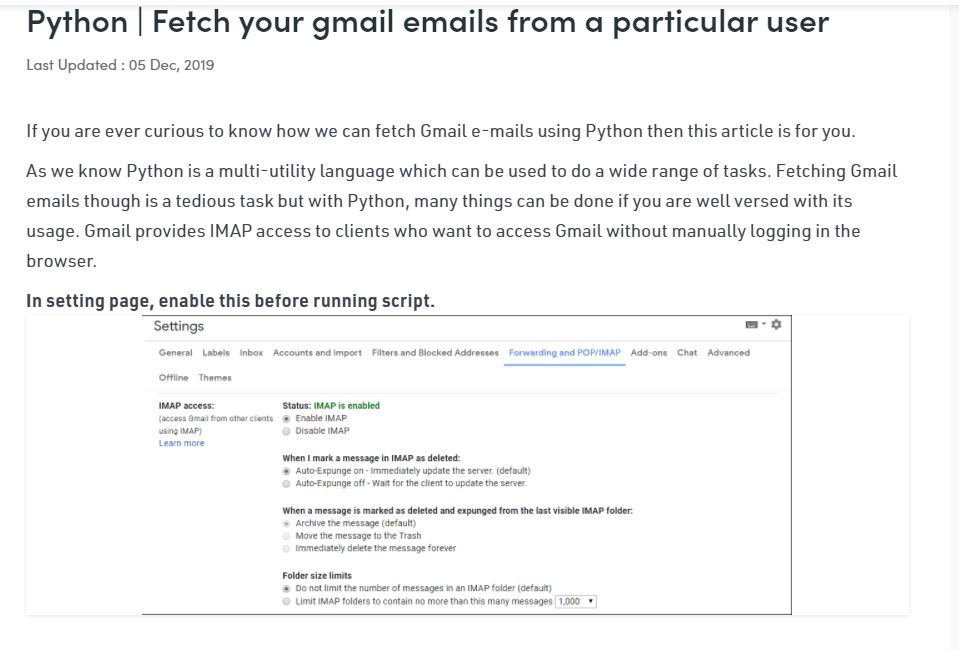 Python | Fetch your gmail emails from a particular user
Last Updated : 05 Dec, 2019
If you are ever curious to know how we can fetch Gmail e-mails using Python then this article is for you.
As we know Python is a multi-utility language which can be used to do a wide range of tasks. Fetching Gmail
emails though is a tedious task but with Python, many things can be done if you are well versed with its
usage. Gmail provides IMAP access to clients who want to access Gmail without manually logging in the
browser.
In setting page, enable this before running script.
Settings
General Labels Inbox Accounts and Import Filters and Blocked Addresses Forwarding and POP/IMAP Add-ons Chat Advanced
Offline Themes
IMAP access:
(access Gmail from other clients
using IMAP)
Learn more
Status: IMAP is enabled
Enable IMAP
Disable IMAP
When I mark a message in IMAP as deleted:
Auto-Expunge on - Immediately update the server. (default)
Auto-Expunge off - Wait for the client to update the server.
When a message is marked as deleted and expunged from the last visible IMAP folder:
Archive the message (default)
Move the message to the Trash
Immediately delete the message forever
Folder size limits
Do not limit the number of messages in an IMAP folder (default)
Limit IMAP folders to contain no more than this many messages 1,000